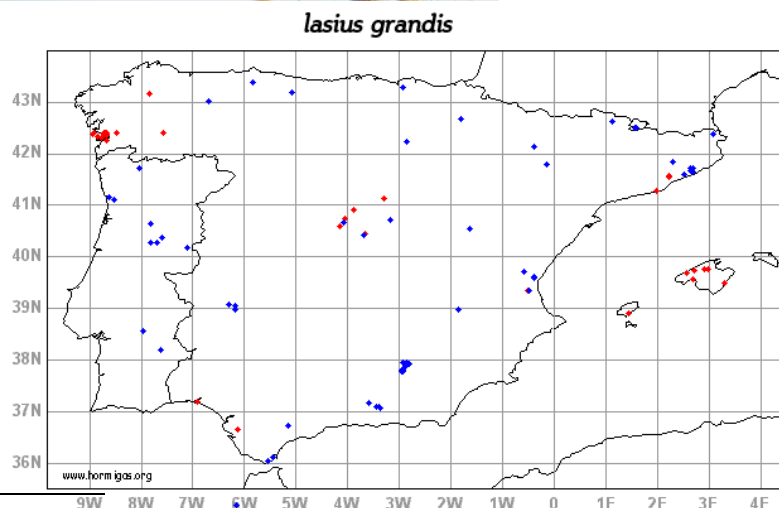 lasius grandis
43N
42N
41N
40N
39N
38N
37N
36N
www.hormigas.org
9W 8W 7W 6W 5W 4W 3W 2W 1W 0 1E 2E 3E 4E